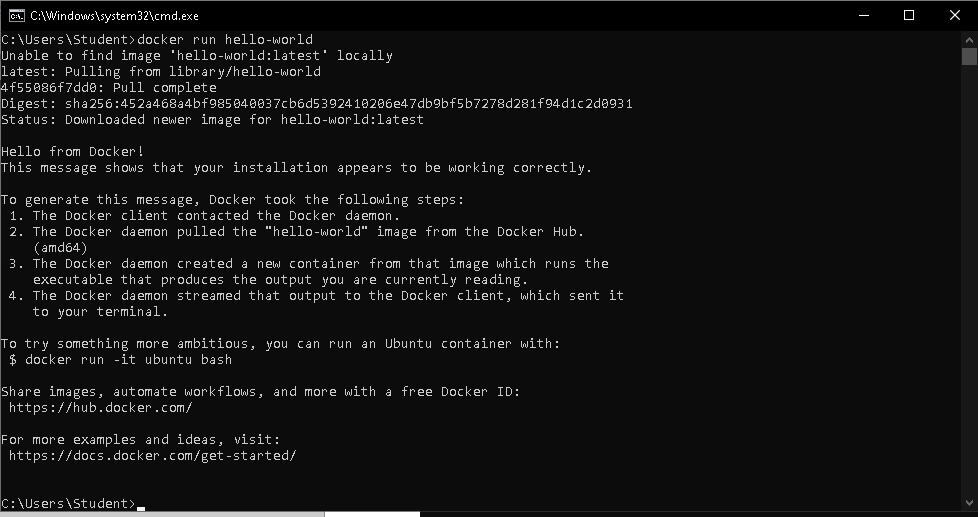 C:\Windows\system32\cmd.exe
C:\Users\Student>docker run hello-world
Unable to find image 'hello-world:latest' locally
latest: Pulling from library/hello-world
4f55086f7dd0: Pull complete
Digest: sha256:452a468a4bf985040037cb6d5392410206e47db9bf5b7278d281f94d1c2d0931
Status: Downloaded newer image for hello-world:latest

Hello from Docker!
This message shows that your installation appears to be working correctly.

To generate this message, Docker took the following steps:
 1. The Docker client contacted the Docker daemon.
 2. The Docker daemon pulled the "hello-world" image from the Docker Hub.
    (amd64)
 3. The Docker daemon created a new container from that image which runs the
    executable that produces the output you are currently reading.
 4. The Docker daemon streamed that output to the Docker client, which sent it
    to your terminal.

To try something more ambitious, you can run an Ubuntu container with:
 $ docker run -it ubuntu bash

Share images, automate workflows, and more with a free Docker ID:
 https://hub.docker.com/

For more examples and ideas, visit:
 https://docs.docker.com/get-started/

C:\Users\Student>